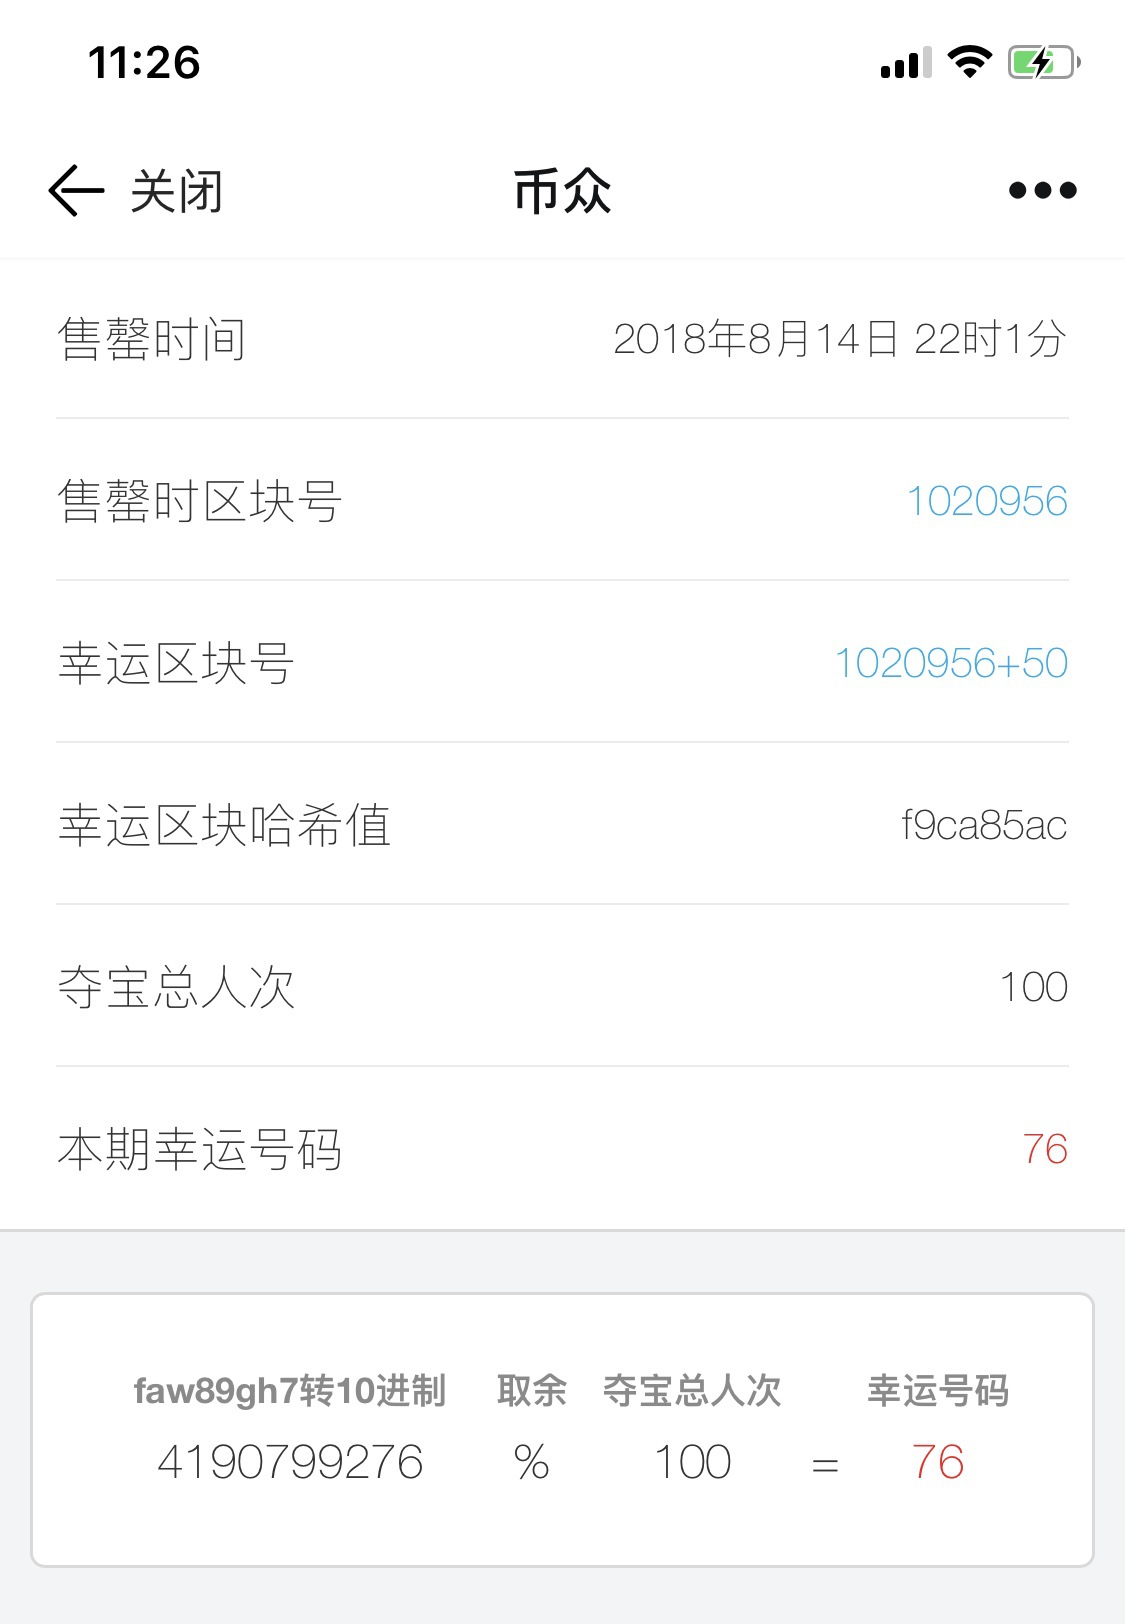 11:26
关闭 币众
售罄时间 2018年8月14日 22时1分
售罄时区块号 1020956
幸运区块号 1020956+50
幸运区块哈希值 f9ca85ac
夺宝总人次 100
本期幸运号码 76
faw89gh7转10进制 取余 夺宝总人次 幸运号码
4190799276 % 100 = 76